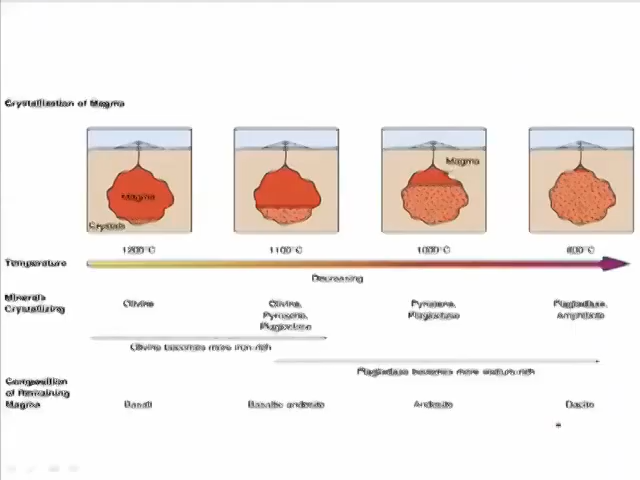 Crystallization of Magma
Magma
Magma
Crystals
1200°C
1100°C
1000°C
800°C
Temperature
Decreasing
Minerals
Crystallizing
Olivine
Olivine,
Pyroxene,
Plagioclase
Pyroxene,
Plagioclase
Plagioclase,
Amphibole
Olivine becomes more iron rich
Plagioclase becomes more sodium rich
Composition
of Remaining
Magma
Basalt
Basaltic andesite
Andesite
Dacite